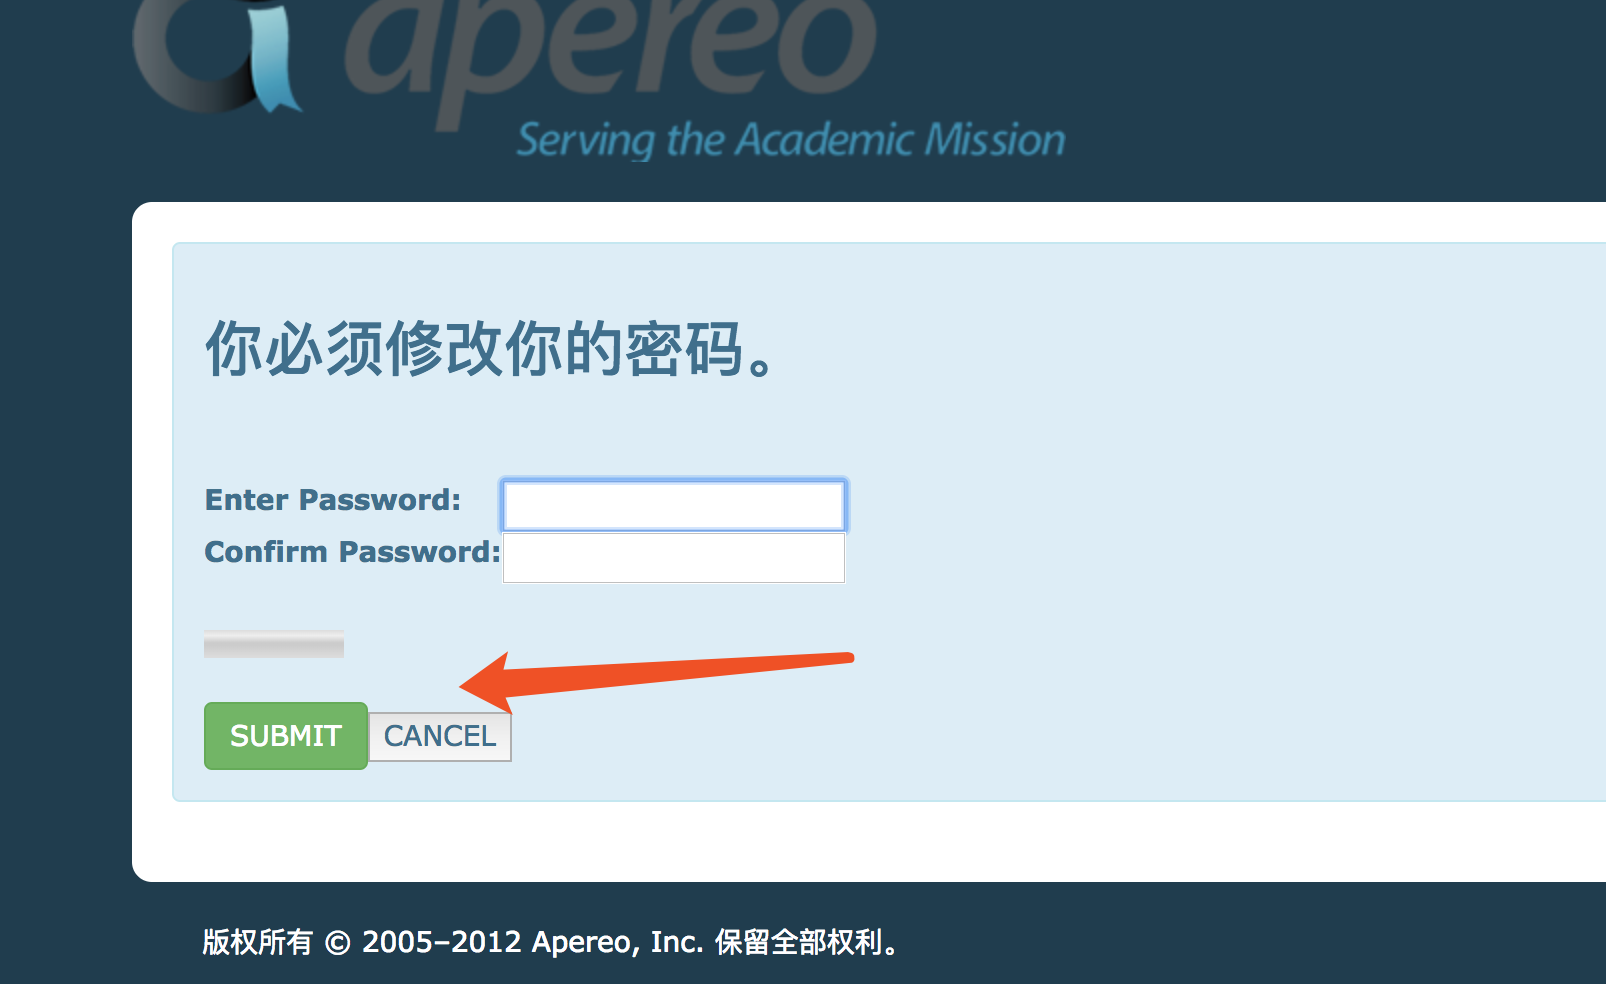 apereo
Serving the Academic Mission
你必须修改你的密码。
Enter Password:
Confirm Password:
SUBMIT CANCEL
版权所有 © 2005–2012 Apereo, Inc. 保留全部权利。